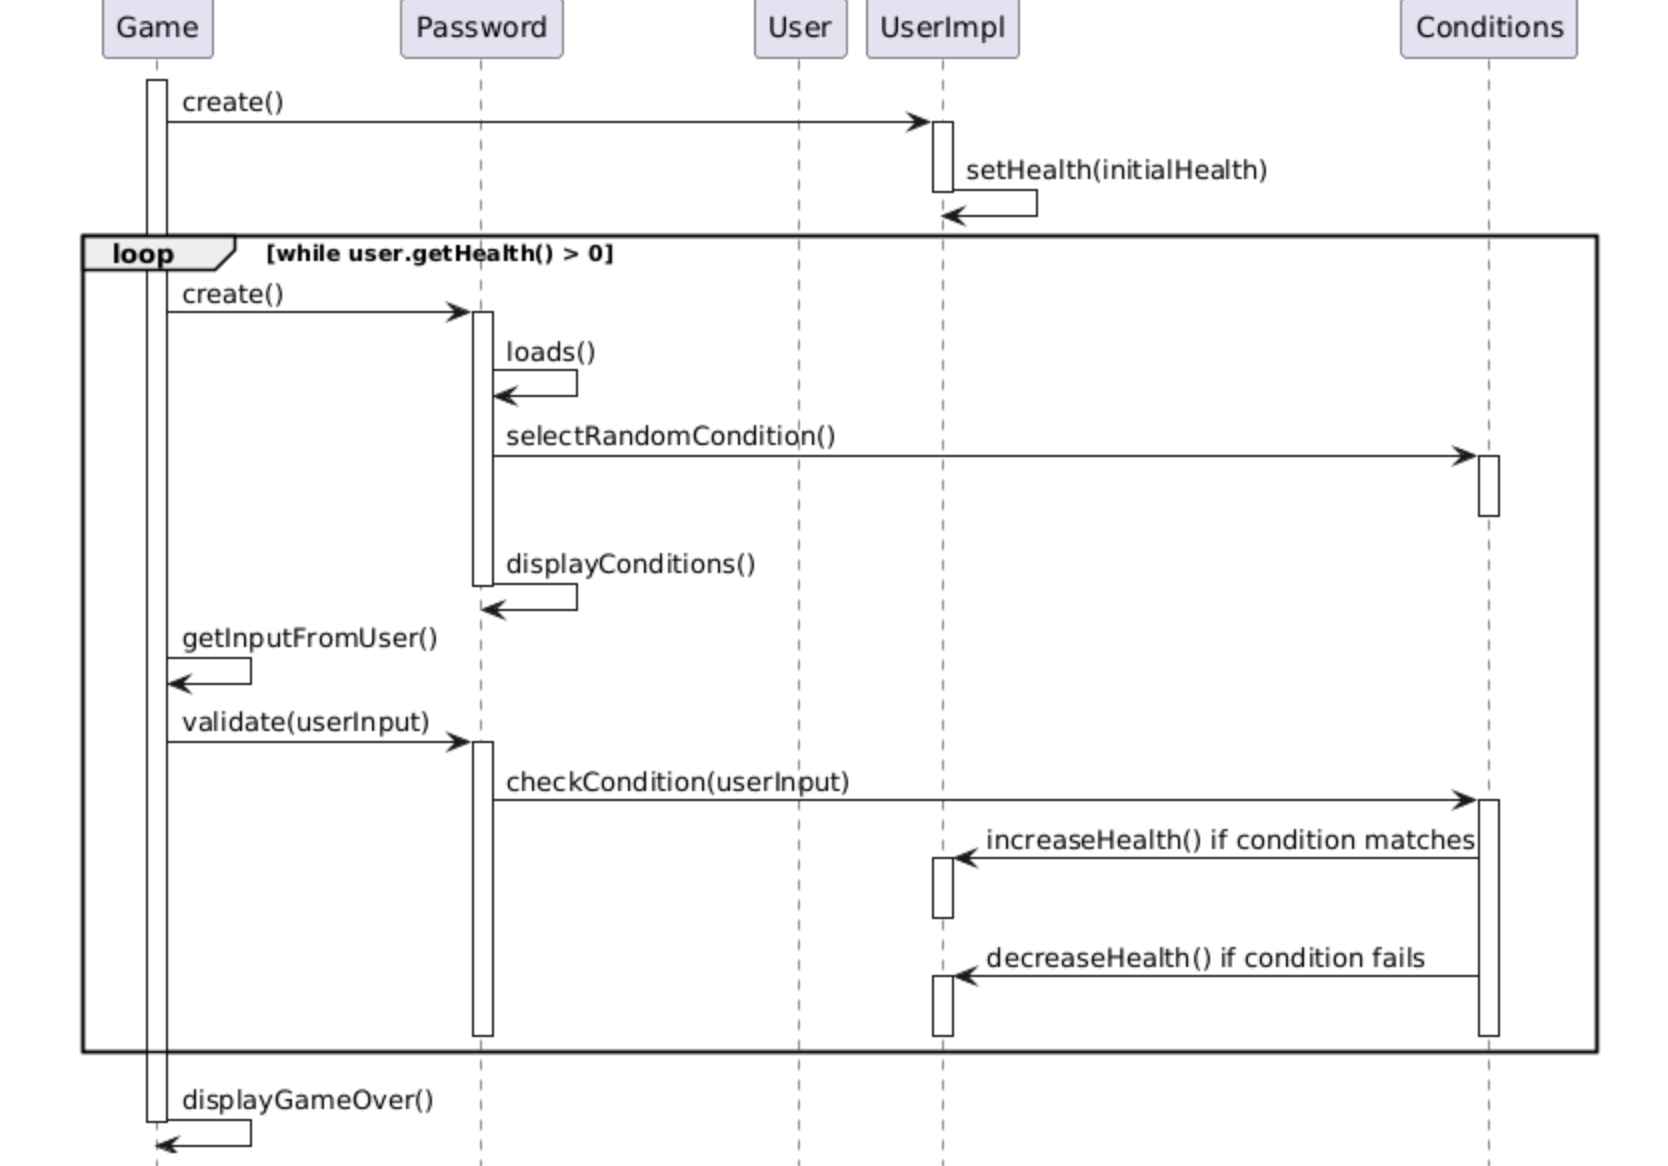 Game Password User UserImpl Conditions
create()
setHealth(initialHealth)
loop [while user.getHealth() > 0]
create()
loads()
selectRandomCondition()
displayConditions()
getInputFromUser()
validate(userInput)
checkCondition(userInput)
increaseHealth() if condition matches
decreaseHealth() if condition fails
displayGameOver()